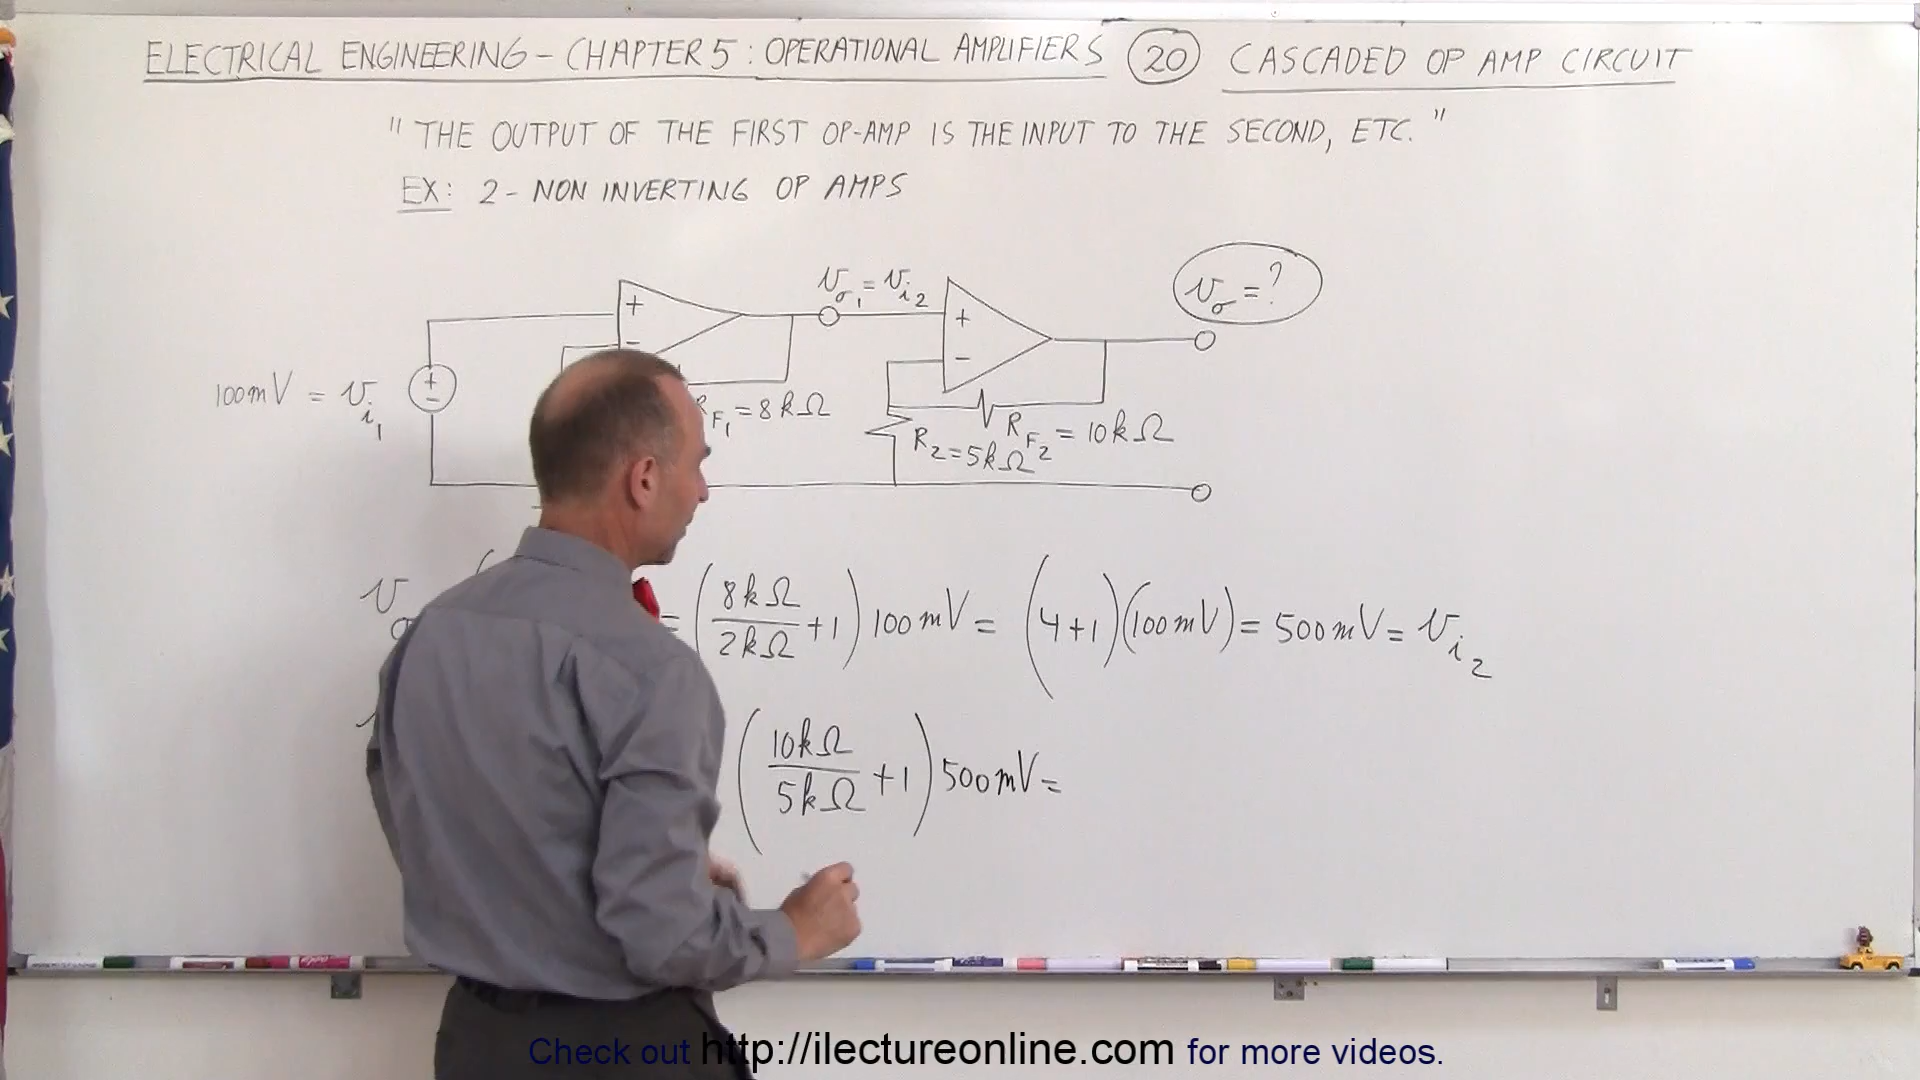 ELECTRICAL ENGINEERING - CHAPTER 5 : OPERATIONAL AMPLIFIERS 20 CASCADED OP AMP CIRCUIT
" THE OUTPUT OF THE FIRST OP-AMP IS THE INPUT TO THE SECOND, ETC. "
EX: 2 - NON INVERTING OP AMPS
v_o1 = v_i2
v_o = ?
+ -
+ -
100mV = v_i1
+ -
R_F1 = 8kΩ
R_F2 = 10kΩ
R_2 = 5kΩ
v_o = (8kΩ/2kΩ + 1) 100mV = (4+1)(100mV) = 500mV = v_i2
(10kΩ/5kΩ + 1) 500mV =
Check out http://ilectureonline.com for more videos.